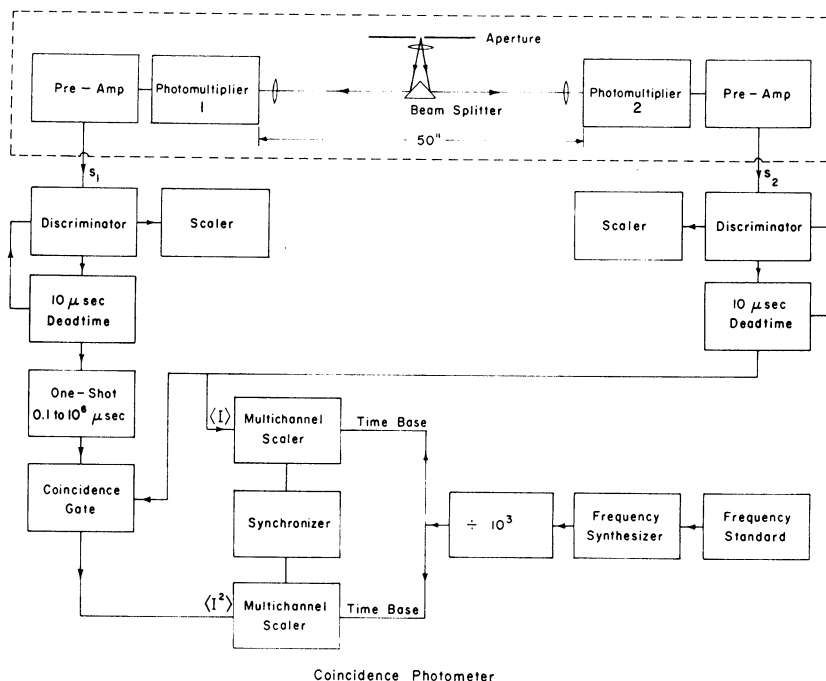 Aperture
Pre - Amp
Photomultiplier
1
Beam Splitter
Photomultiplier
2
Pre - Amp
50"
S1
S2
Discriminator
Scaler
Scaler
Discriminator
10 μ sec
Deadtime
10 μ sec
Deadtime
One-Shot
0.1 to 10⁶ μsec
⟨I⟩
Multichannel
Scaler
Time Base
Coincidence
Gate
Synchronizer
÷ 10³
Frequency
Synthesizer
Frequency
Standard
⟨I²⟩
Multichannel
Scaler
Time Base
Coincidence Photometer